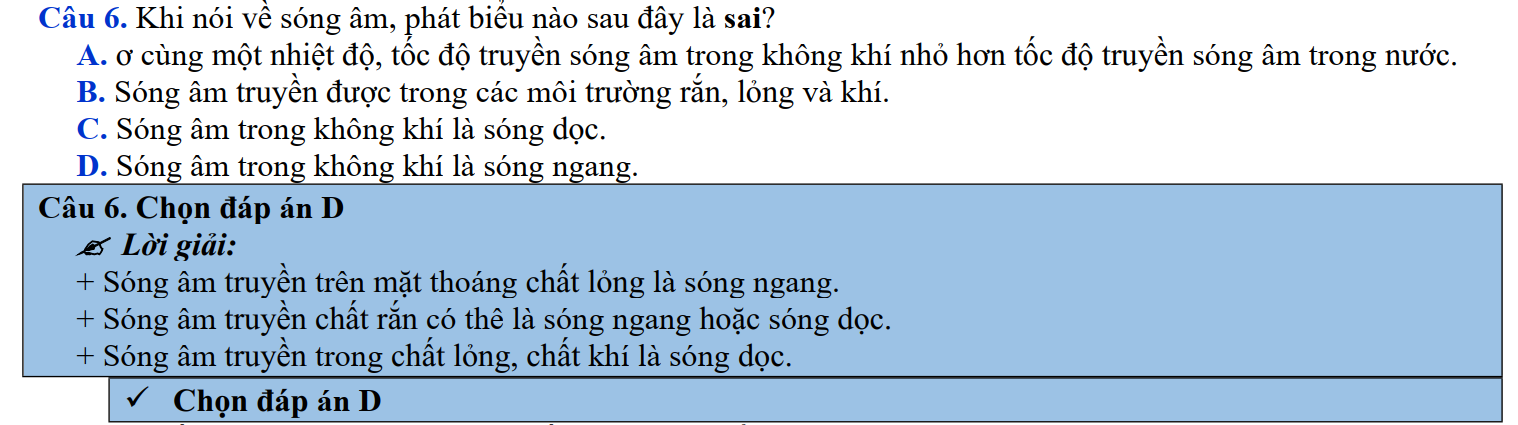 Câu 6. Khi nói về sóng âm, phát biểu nào sau đây là sai?
A. ơ cùng một nhiệt độ, tốc độ truyền sóng âm trong không khí nhỏ hơn tốc độ truyền sóng âm trong nước.
B. Sóng âm truyền được trong các môi trường rắn, lỏng và khí.
C. Sóng âm trong không khí là sóng dọc.
D. Sóng âm trong không khí là sóng ngang.
Câu 6. Chọn đáp án D
Lời giải:
+ Sóng âm truyền trên mặt thoáng chất lỏng là sóng ngang.
+ Sóng âm truyền chất rắn có thê là sóng ngang hoặc sóng dọc.
+ Sóng âm truyền trong chất lỏng, chất khí là sóng dọc.
✓ Chọn đáp án D